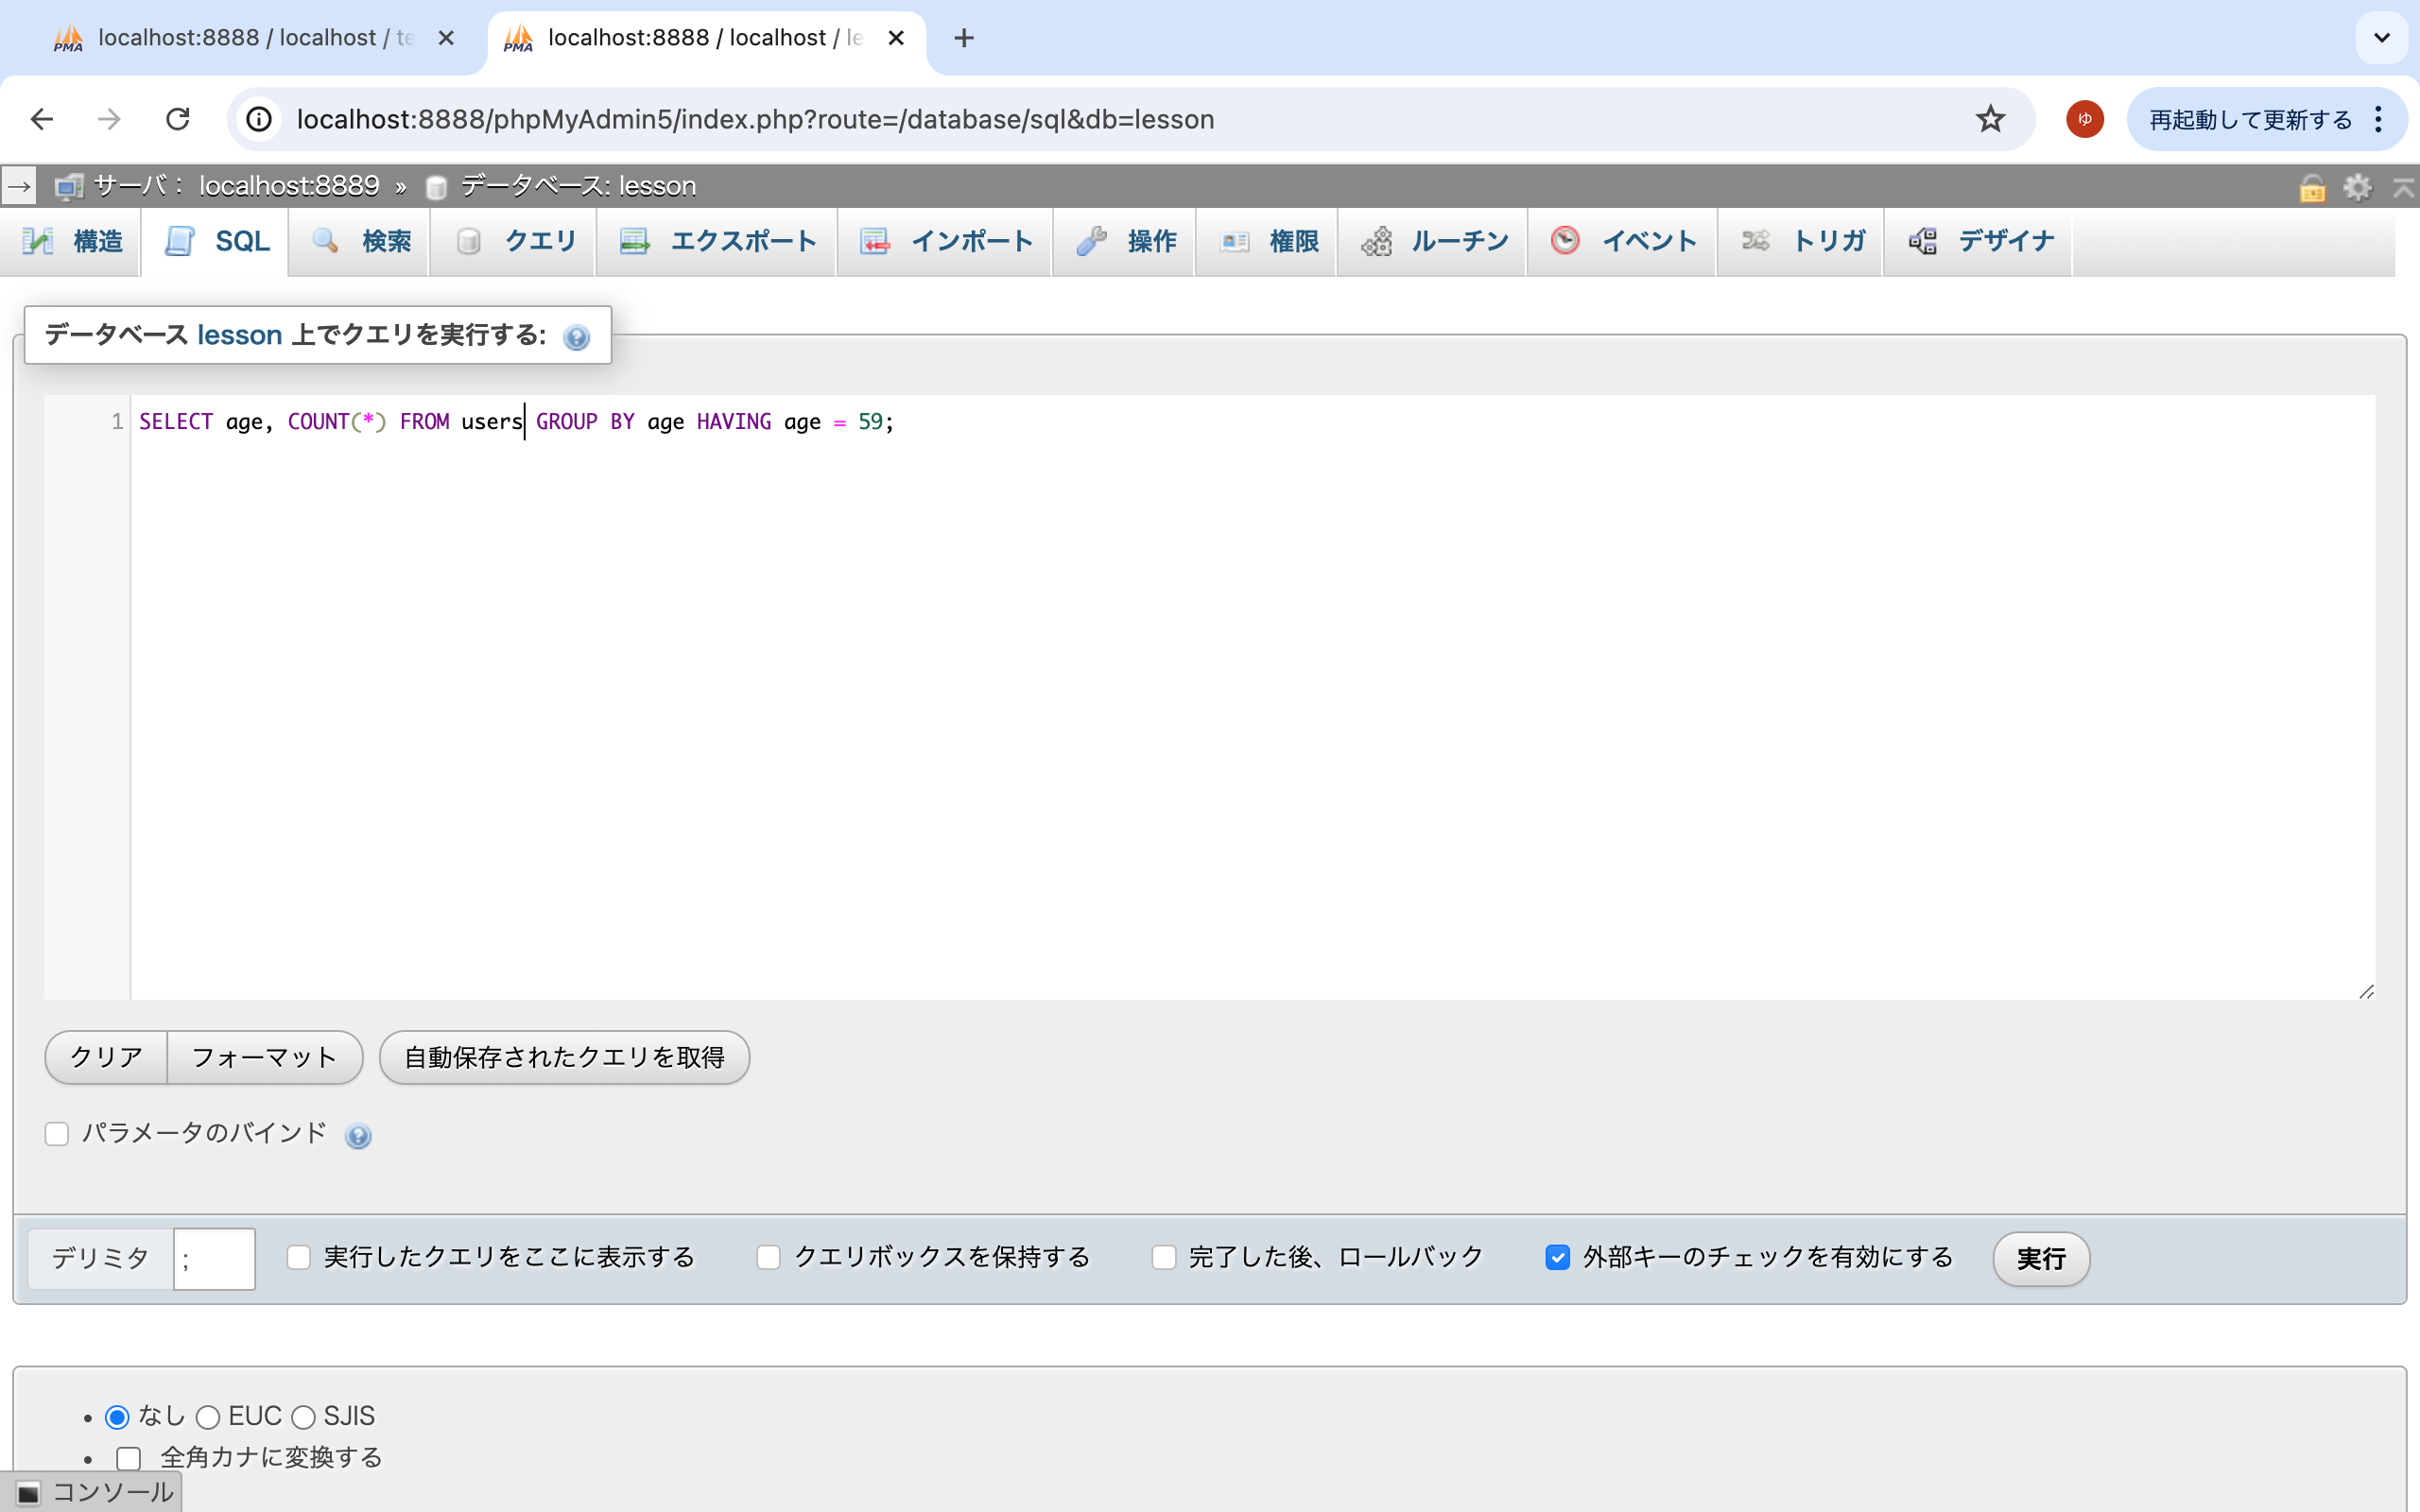 PMA localhost:8888 / localhost / te
PMA localhost:8888 / localhost / le
localhost:8888/phpMyAdmin5/index.php?route=/database/sql&db=lesson
ゆ
再起動して更新する
サーバ： localhost:8889 » データベース: lesson
構造 SQL 検索 クエリ エクスポート インポート 操作 権限 ルーチン イベント トリガ デザイナ
データベース lesson 上でクエリを実行する:
1 SELECT age, COUNT(*) FROM users GROUP BY age HAVING age = 59;
クリア フォーマット 自動保存されたクエリを取得
パラメータのバインド
デリミタ ; 実行したクエリをここに表示する クエリボックスを保持する 完了した後、ロールバック 外部キーのチェックを有効にする 実行
なし EUC SJIS
全角カナに変換する
コンソール